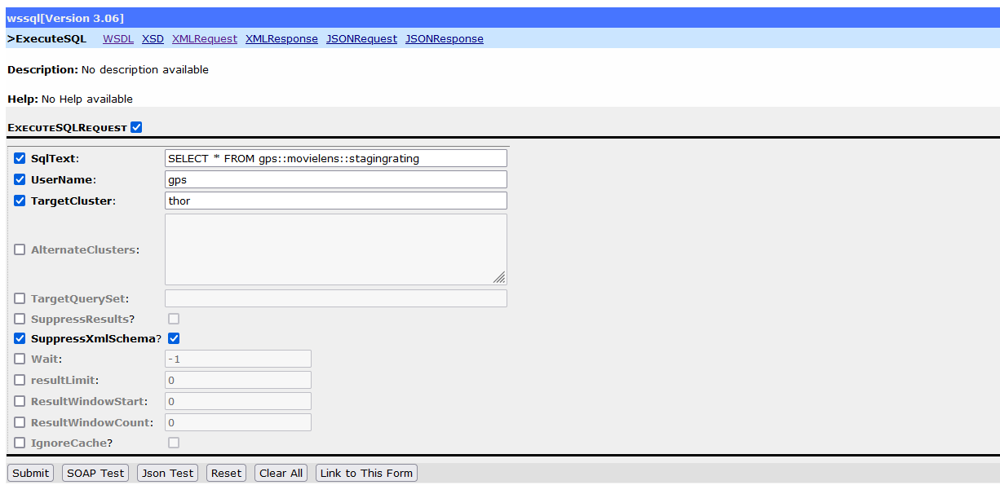 wssql[Version 3.06]
>ExecuteSQL WSDL XSD XMLRequest XMLResponse JSONRequest JSONResponse
Description: No description available
Help: No Help available
ExecuteSQLRequest
SqlText: SELECT * FROM gps::movielens::stagingrating
UserName: gps
TargetCluster: thor
AlternateClusters:
TargetQuerySet:
SuppressResults?
SuppressXmlSchema?
Wait: -1
resultLimit: 0
ResultWindowStart: 0
ResultWindowCount: 0
IgnoreCache?
Submit SOAP Test Json Test Reset Clear All Link to This Form